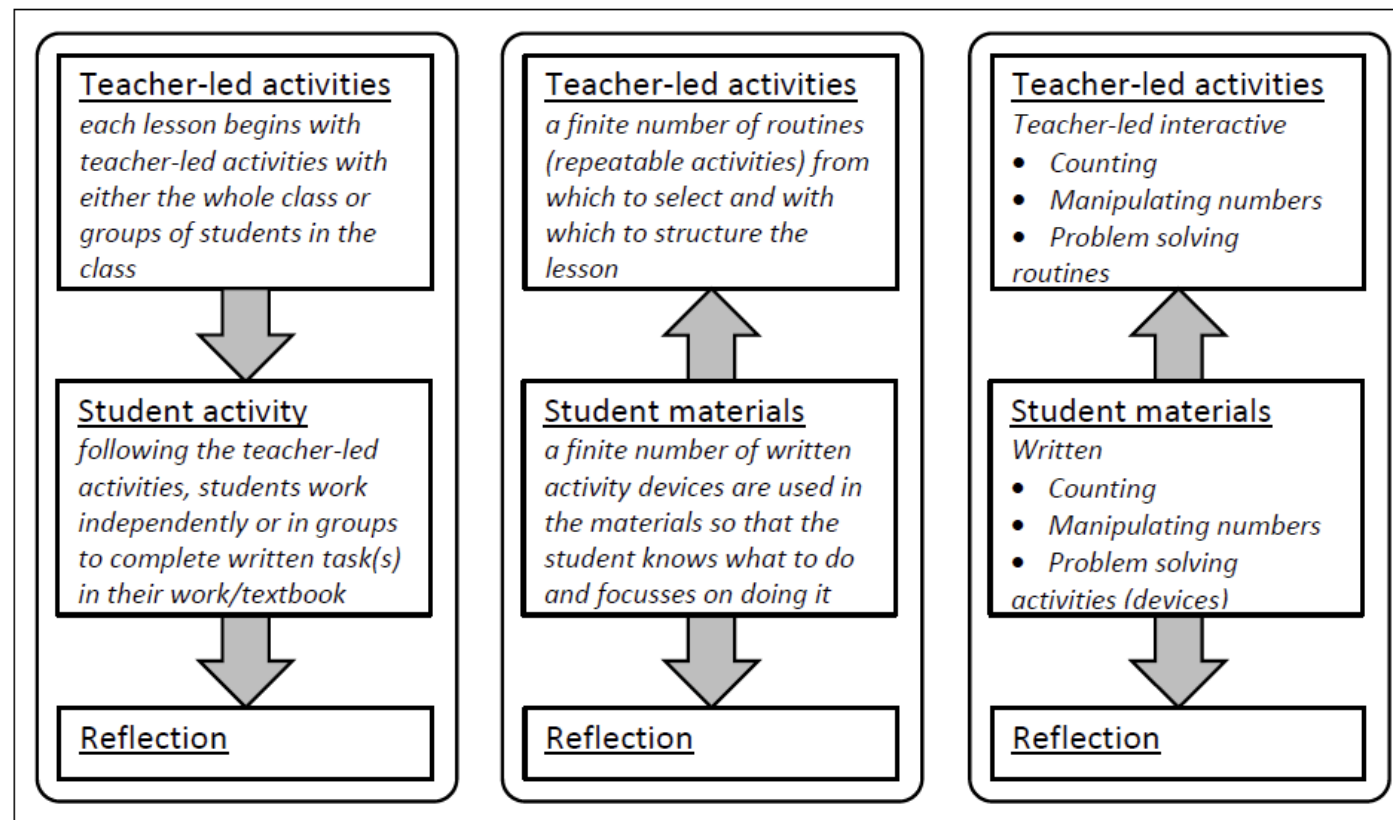 Teacher-led activities
each lesson begins with
teacher-led activities with
either the whole class or
groups of students in the
class
Student activity
following the teacher-led
activities, students work
independently or in groups
to complete written task(s)
in their work/textbook
Reflection
Teacher-led activities
a finite number of routines
(repeatable activities) from
which to select and with
which to structure the
lesson
Student materials
a finite number of written
activity devices are used in
the materials so that the
student knows what to do
and focusses on doing it
Reflection
Teacher-led activities
Teacher-led interactive
• Counting
• Manipulating numbers
• Problem solving
routines
Student materials
Written
• Counting
• Manipulating numbers
• Problem solving
activities (devices)
Reflection